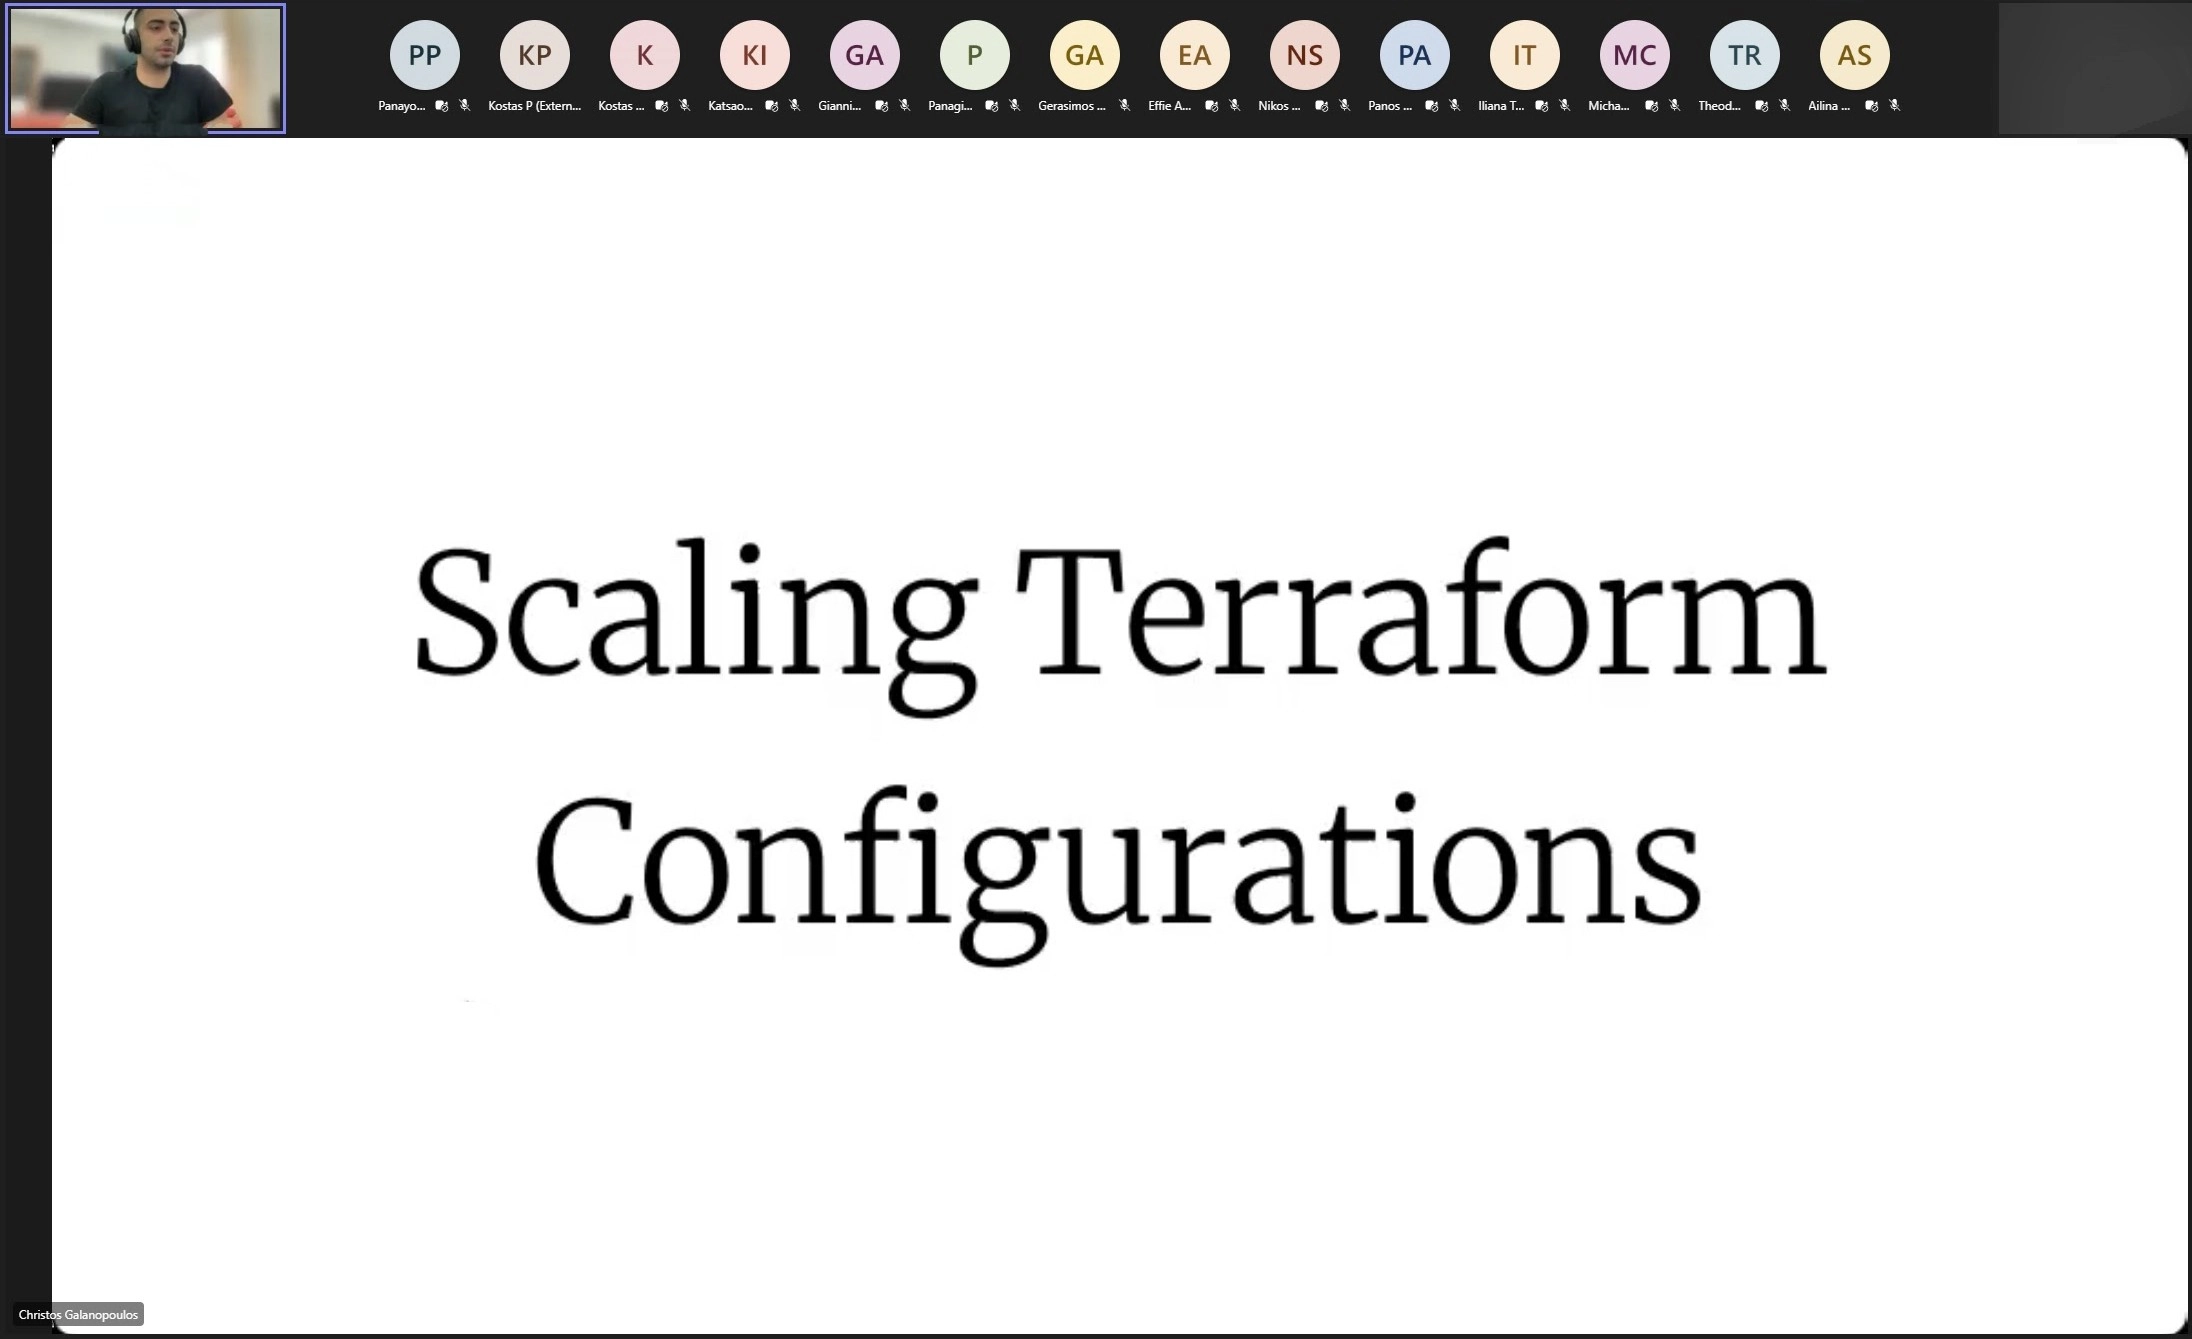 PP KP K KI GA P GA EA NS PA IT MC TR AS
Panayo... Kostas P (Extern... Kostas ... Katsao... Gianni... Panagi... Gerasimos ... Effie A... Nikos ... Panos ... Iliana T... Micha... Theod... Ailina ...
Scaling Terraform
Configurations
Christos Galanopoulos